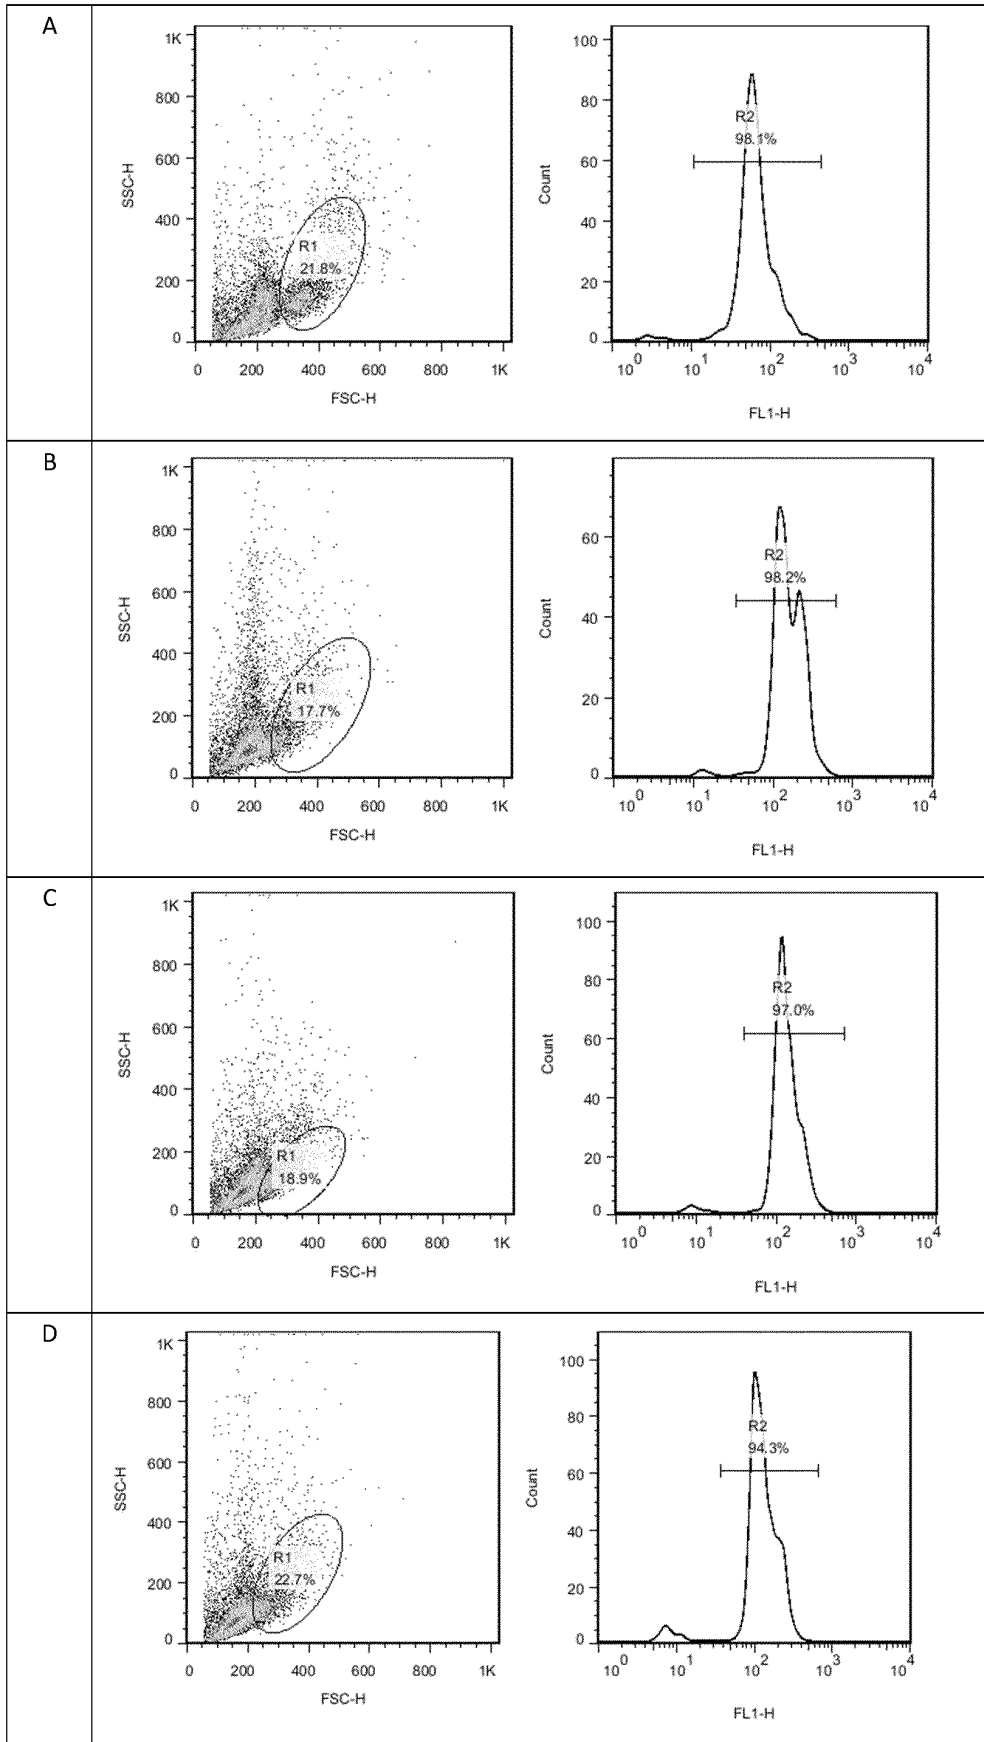 A
1K
800
600
400
200
0
SSC-H
R1
21.8%
0 200 400 600 800 1K
FSC-H
100
80
60
40
20
0
Count
R2
98.1%
10^0 10^1 10^2 10^3 10^4
FL1-H
B
1K
800
600
400
200
0
SSC-H
R1
17.7%
0 200 400 600 800 1K
FSC-H
60
40
20
0
Count
R2
98.2%
10^0 10^1 10^2 10^3 10^4
FL1-H
C
1K
800
600
400
200
0
SSC-H
R1
18.9%
0 200 400 600 800 1K
FSC-H
100
80
60
40
20
0
Count
R2
97.0%
10^0 10^1 10^2 10^3 10^4
FL1-H
D
1K
800
600
400
200
0
SSC-H
R1
22.7%
0 200 400 600 800 1K
FSC-H
100
80
60
40
20
0
Count
R2
94.3%
10^0 10^1 10^2 10^3 10^4
FL1-H